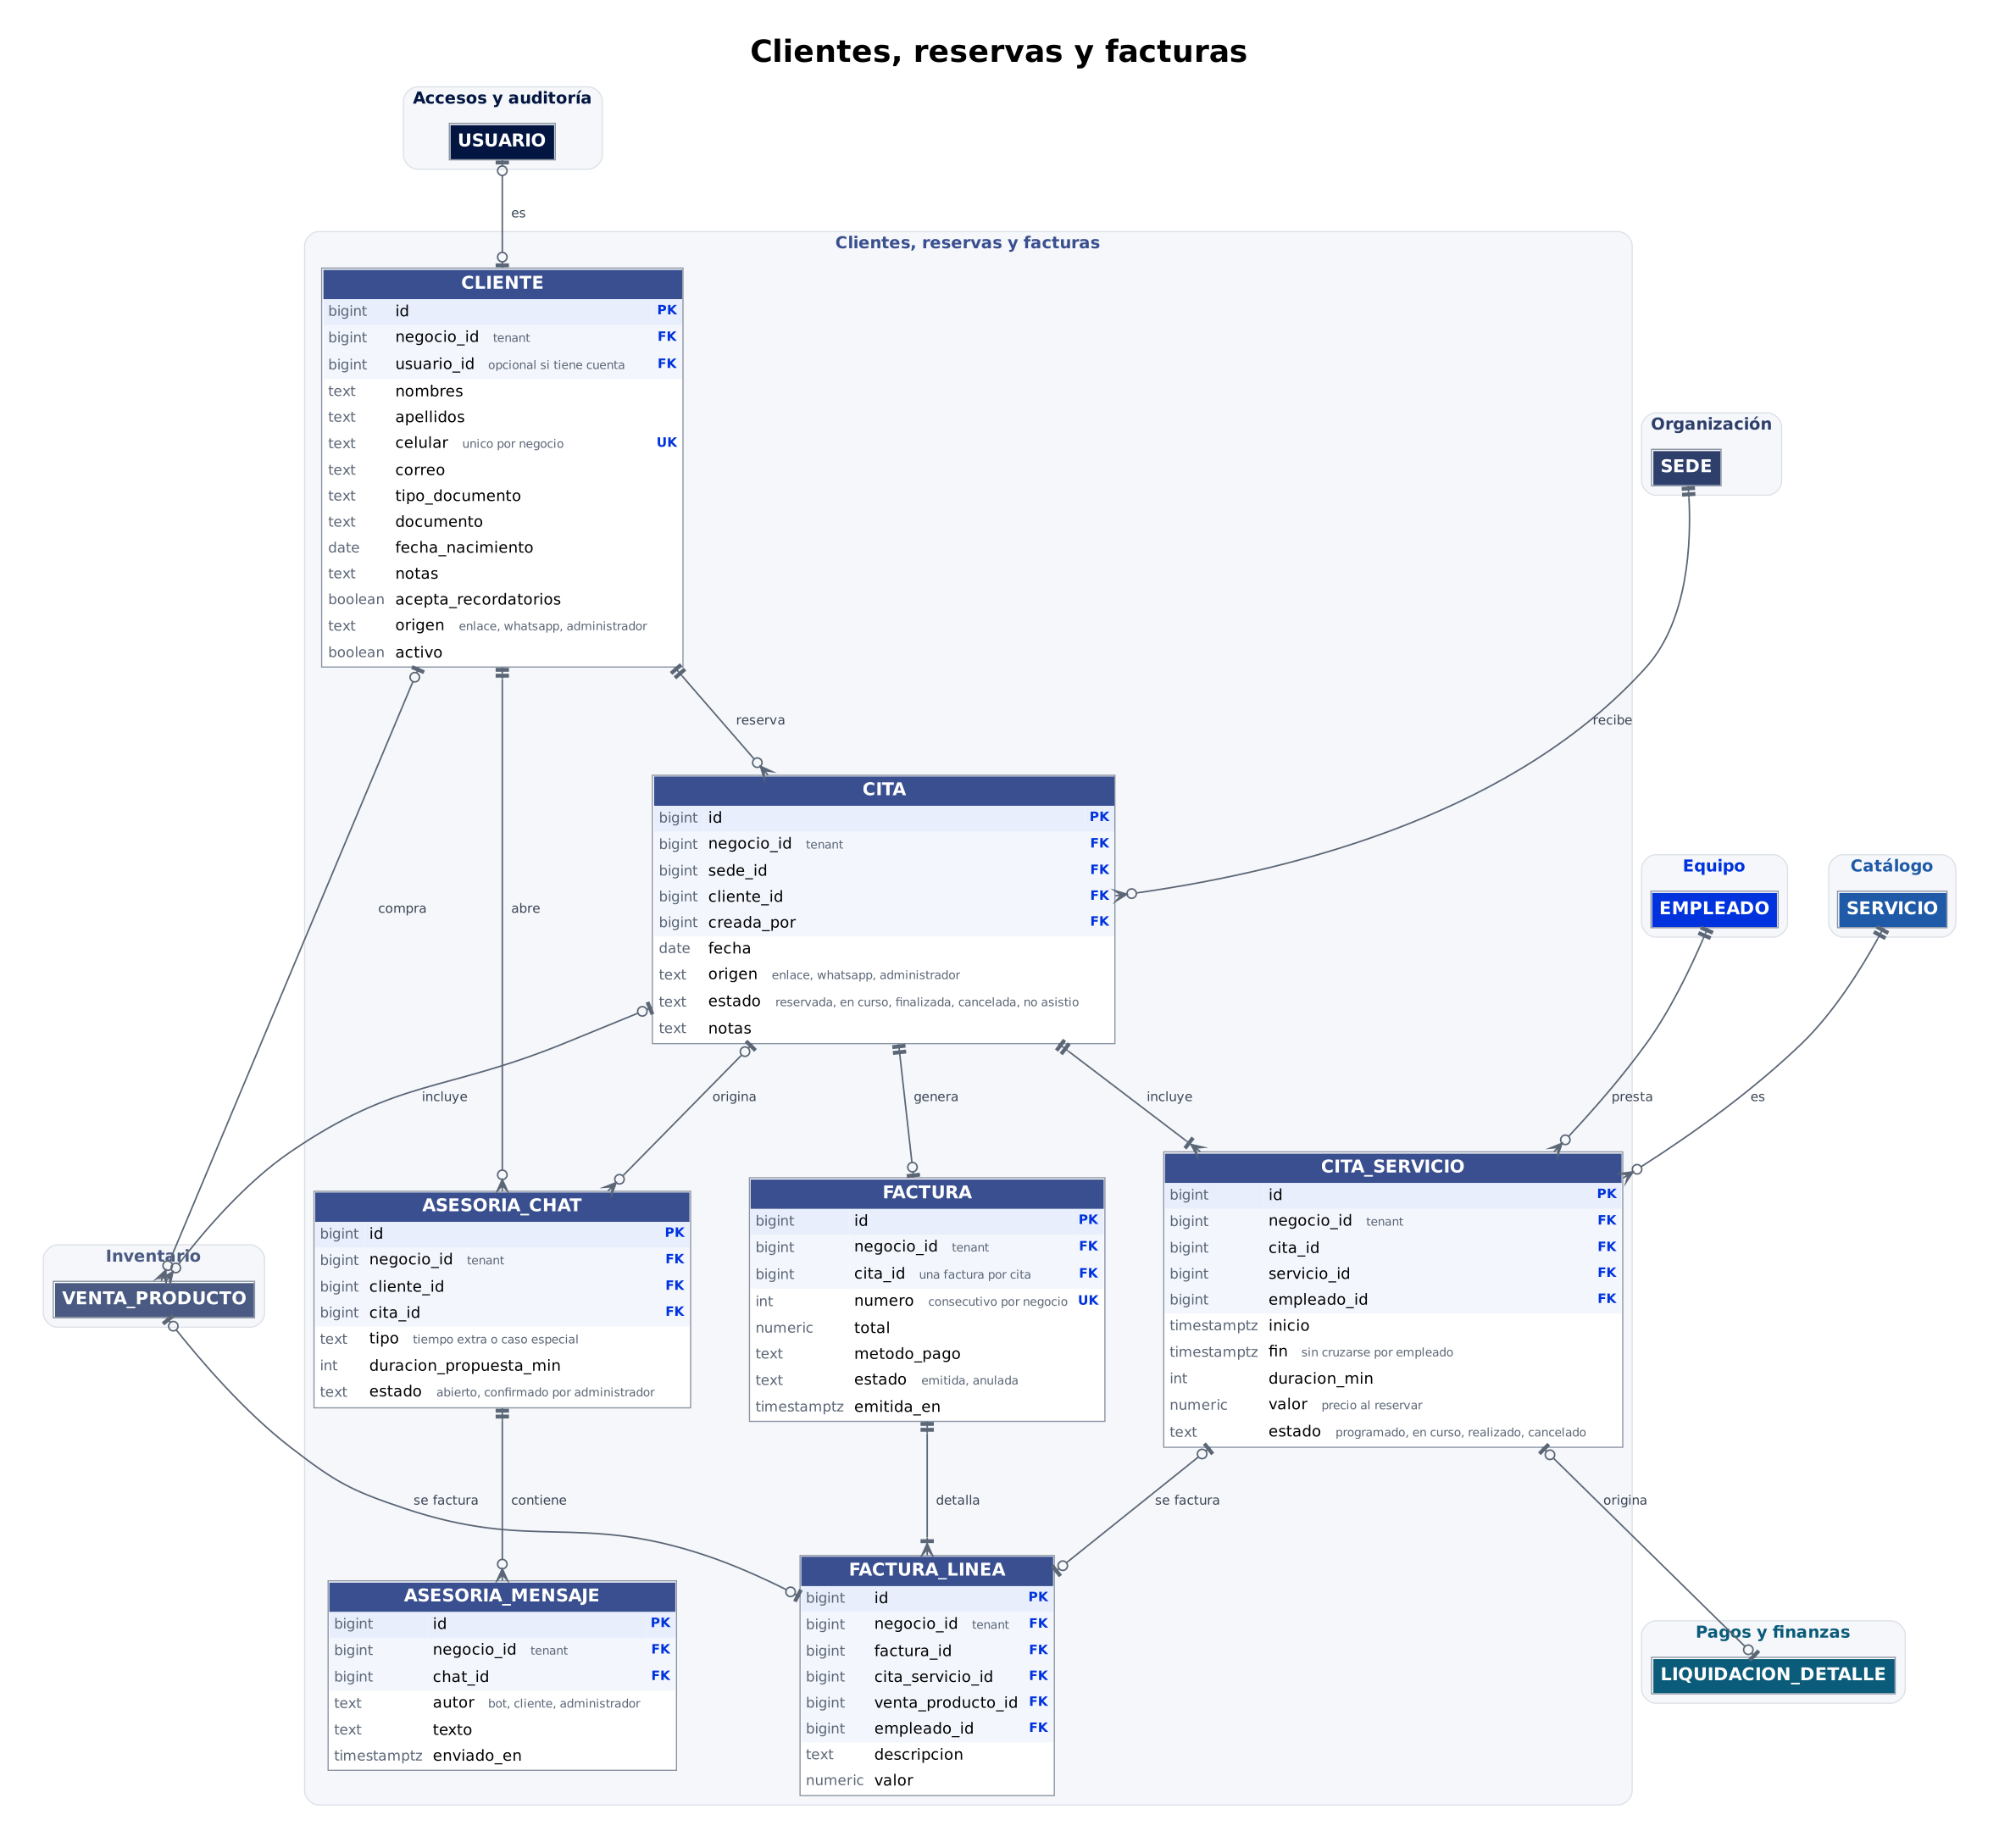 Clientes, reservas y facturas
Accesos y auditoría
USUARIO
es
Clientes, reservas y facturas
CLIENTE
bigint id PK
bigint negocio_id tenant FK
bigint usuario_id opcional si tiene cuenta FK
text nombres
text apellidos
text celular unico por negocio UK
text correo
text tipo_documento
text documento
date fecha_nacimiento
text notas
boolean acepta_recordatorios
text origen enlace, whatsapp, administrador
boolean activo
Organización
SEDE
reserva
recibe
CITA
bigint id PK
bigint negocio_id tenant FK
bigint sede_id FK
bigint cliente_id FK
bigint creada_por FK
date fecha
text origen enlace, whatsapp, administrador
text estado reservada, en curso, finalizada, cancelada, no asistio
text notas
compra
abre
Equipo
EMPLEADO
Catálogo
SERVICIO
incluye
origina
genera
incluye
presta
es
Inventario
VENTA_PRODUCTO
ASESORIA_CHAT
bigint id PK
bigint negocio_id tenant FK
bigint cliente_id FK
bigint cita_id FK
text tipo tiempo extra o caso especial
int duracion_propuesta_min
text estado abierto, confirmado por administrador
FACTURA
bigint id PK
bigint negocio_id tenant FK
bigint cita_id una factura por cita FK
int numero consecutivo por negocio UK
numeric total
text metodo_pago
text estado emitida, anulada
timestamptz emitida_en
CITA_SERVICIO
bigint id PK
bigint negocio_id tenant FK
bigint cita_id FK
bigint servicio_id FK
bigint empleado_id FK
timestamptz inicio
timestamptz fin sin cruzarse por empleado
int duracion_min
numeric valor precio al reservar
text estado programado, en curso, realizado, cancelado
se factura
contiene
detalla
se factura
origina
ASESORIA_MENSAJE
bigint id PK
bigint negocio_id tenant FK
bigint chat_id FK
text autor bot, cliente, administrador
text texto
timestamptz enviado_en
FACTURA_LINEA
bigint id PK
bigint negocio_id tenant FK
bigint factura_id FK
bigint cita_servicio_id FK
bigint venta_producto_id FK
bigint empleado_id FK
text descripcion
numeric valor
Pagos y finanzas
LIQUIDACION_DETALLE